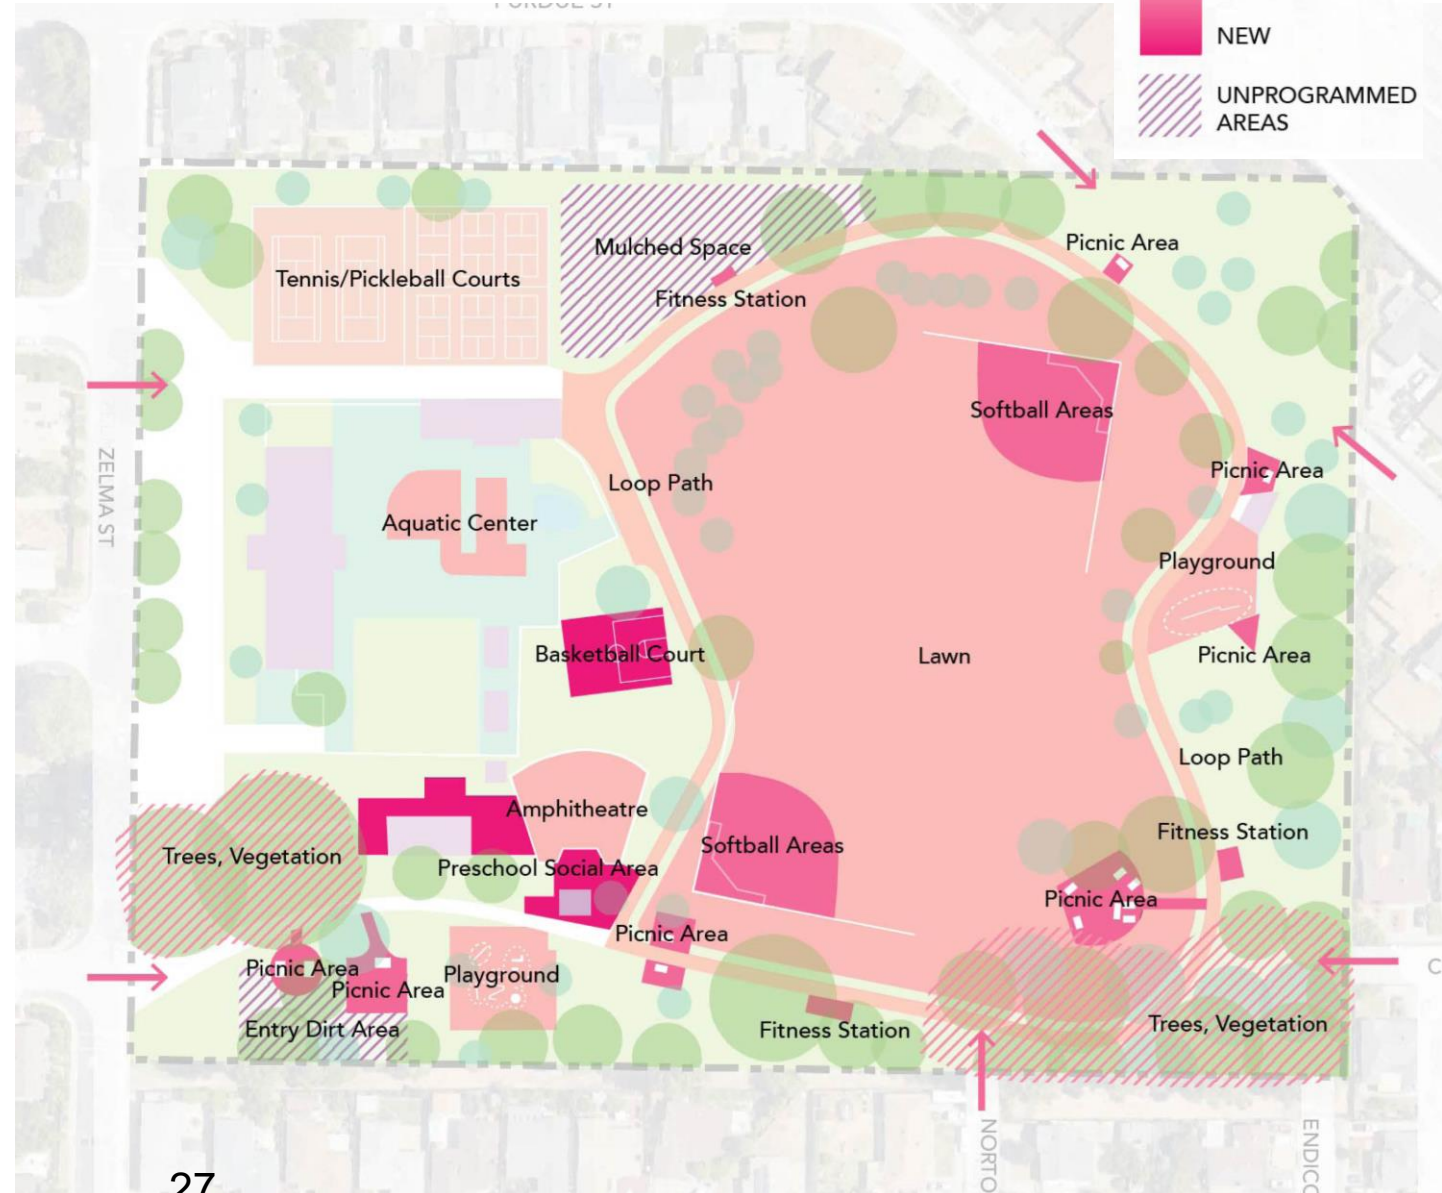 PURDUE ST
NEW
UNPROGRAMMED
AREAS
Picnic Area
Mulched Space
Tennis/Pickleball Courts
Fitness Station
Softball Areas
ZELMA ST
Loop Path
Picnic Area
Aquatic Center
Playground
Basketball Court
Lawn
Picnic Area
Loop Path
Amphitheatre
Fitness Station
Softball Areas
Trees, Vegetation
Preschool Social Area
Picnic Area
Picnic Area
Picnic Area
Playground
Picnic Area
Entry Dirt Area
Fitness Station
Trees, Vegetation
C
NORTO
ENDICO
27